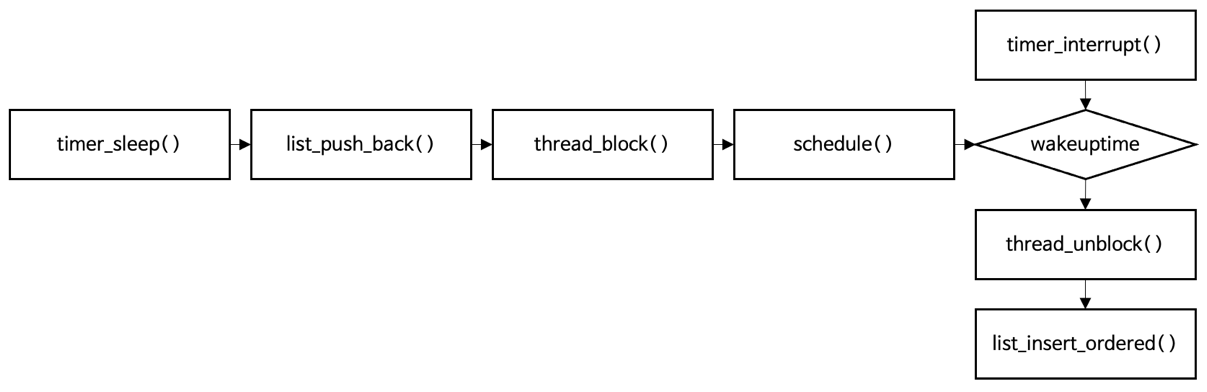 timer_interrupt()
timer_sleep()
list_push_back()
thread_block()
schedule()
wakeuptime
thread_unblock()
list_insert_ordered()